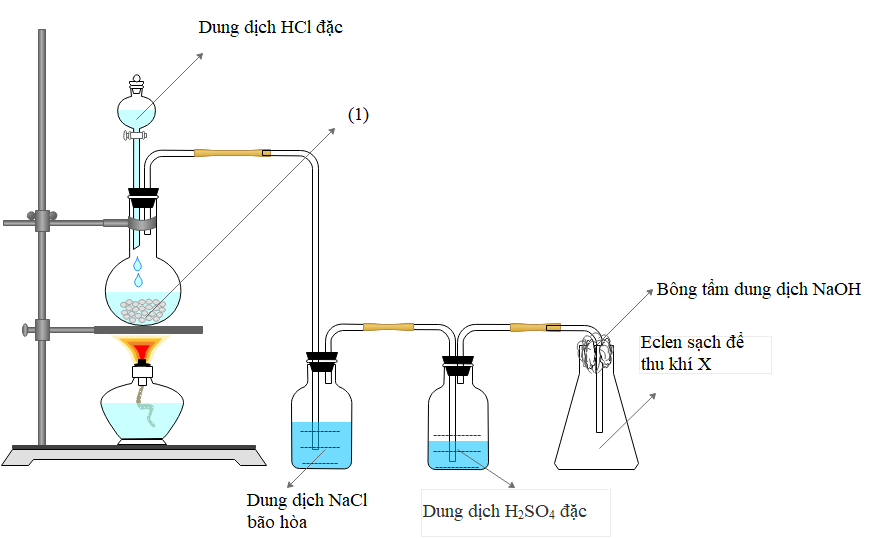 Dung dịch HCl đặc
(1)
Bông tẩm dung dịch NaOH
Eclen sạch để
thu khí X
Dung dịch NaCl
bão hòa
Dung dịch H₂SO₄ đặc